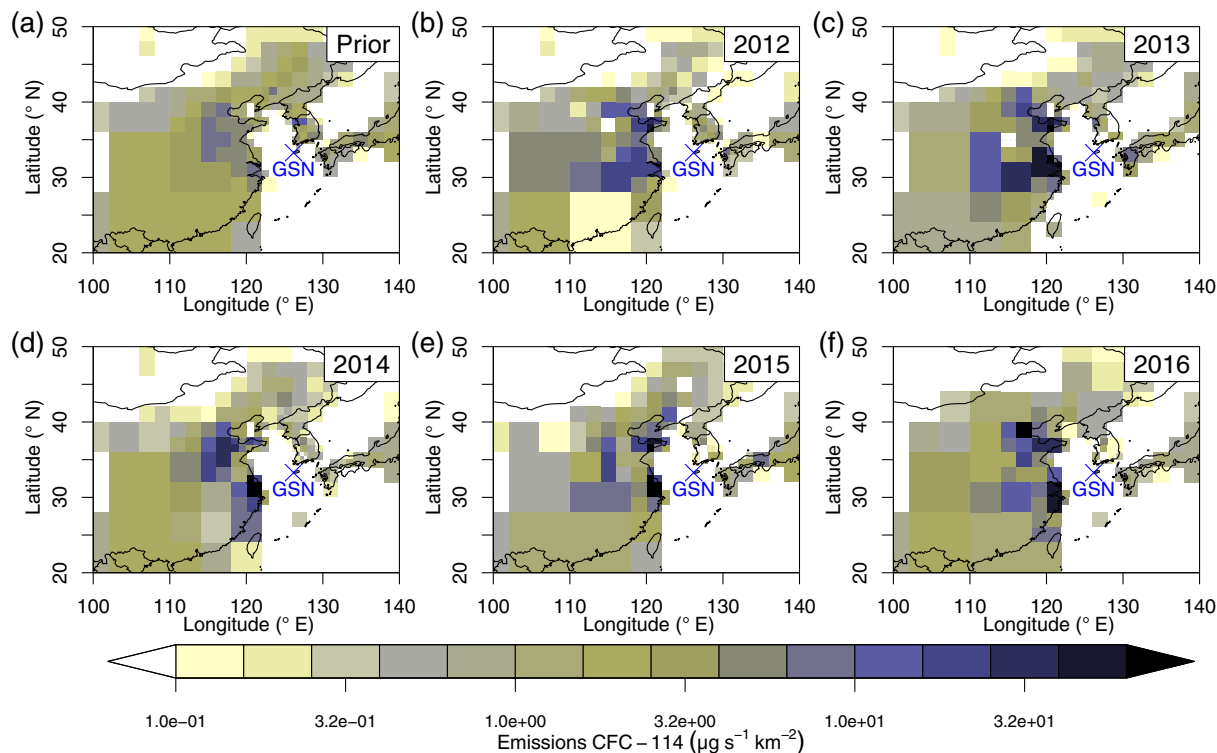 (a) Prior
(b) 2012
(c) 2013
50
40
30
20
Latitude (° N)
GSN
100 110 120 130 140
Longitude (° E)
50
40
30
20
Latitude (° N)
GSN
100 110 120 130 140
Longitude (° E)
50
40
30
20
Latitude (° N)
GSN
100 110 120 130 140
Longitude (° E)
(d) 2014
(e) 2015
(f) 2016
50
40
30
20
Latitude (° N)
GSN
100 110 120 130 140
Longitude (° E)
50
40
30
20
Latitude (° N)
GSN
100 110 120 130 140
Longitude (° E)
50
40
30
20
Latitude (° N)
GSN
100 110 120 130 140
Longitude (° E)
1.0e−01 3.2e−01 1.0e+00 3.2e+00 1.0e+01 3.2e+01
Emissions CFC − 114 (μg s⁻¹ km⁻²)